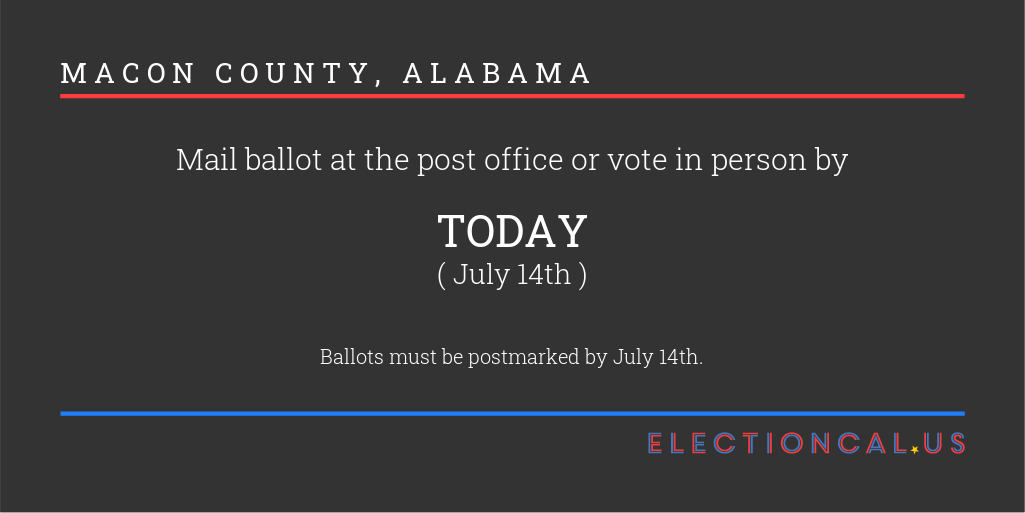 MACON COUNTY, ALABAMA
Mail ballot at the post office or vote in person by
TODAY
( July 14th )
Ballots must be postmarked by July 14th.
ELECTIONCAL.US